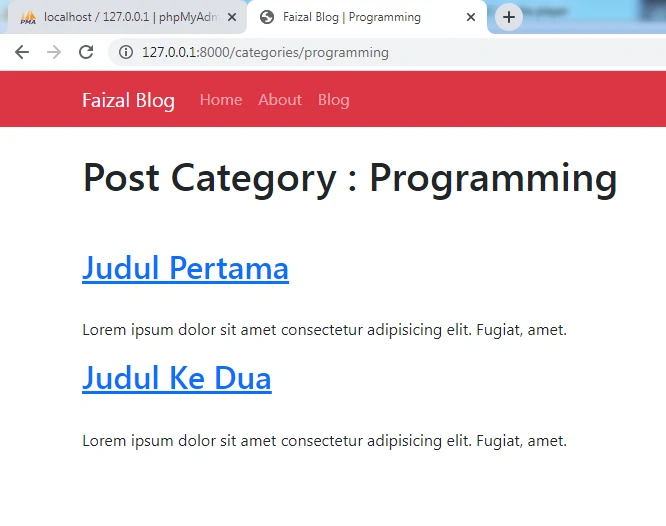 localhost / 127.0.0.1 | phpMyAdm
Faizal Blog | Programming
127.0.0.1:8000/categories/programming
Faizal Blog Home About Blog
Post Category : Programming
Judul Pertama
Lorem ipsum dolor sit amet consectetur adipisicing elit. Fugiat, amet.
Judul Ke Dua
Lorem ipsum dolor sit amet consectetur adipisicing elit. Fugiat, amet.